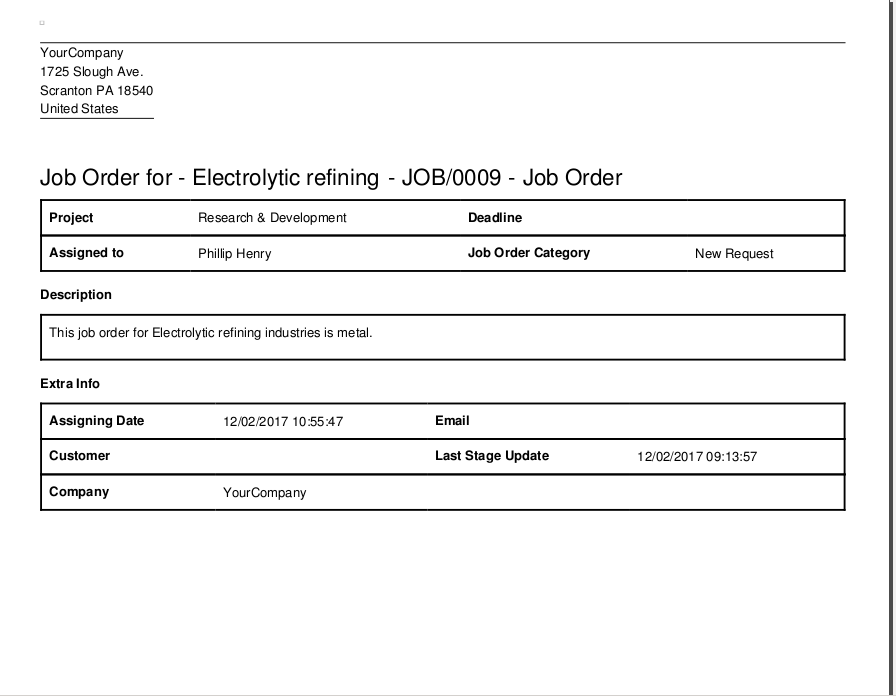 YourCompany
1725 Slough Ave.
Scranton PA 18540
United States
Job Order for - Electrolytic refining - JOB/0009 - Job Order
Project Research & Development Deadline
Assigned to Phillip Henry Job Order Category New Request
Description
This job order for Electrolytic refining industries is metal.
Extra Info
Assigning Date 12/02/2017 10:55:47 Email
Customer Last Stage Update 12/02/2017 09:13:57
Company YourCompany